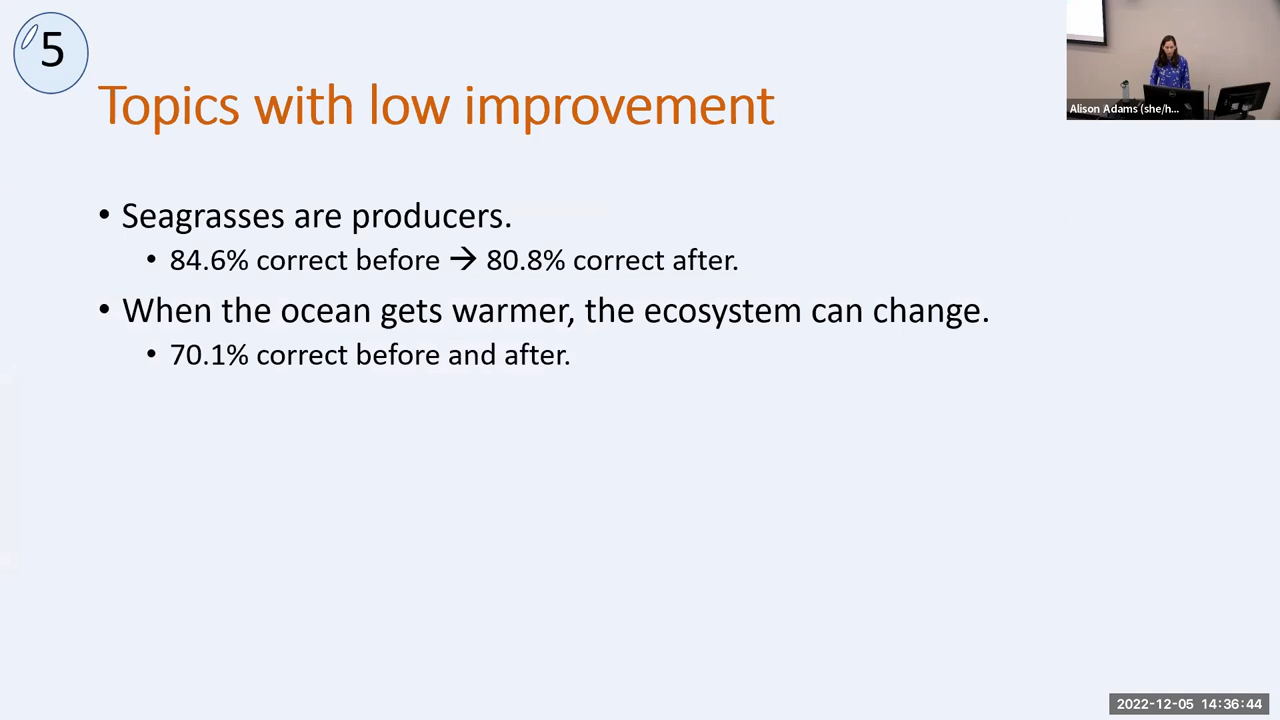 5
Topics with low improvement
• Seagrasses are producers.
• 84.6% correct before → 80.8% correct after.
• When the ocean gets warmer, the ecosystem can change.
• 70.1% correct before and after.
Alison Adams (she/h...
2022-12-05 14:36:44